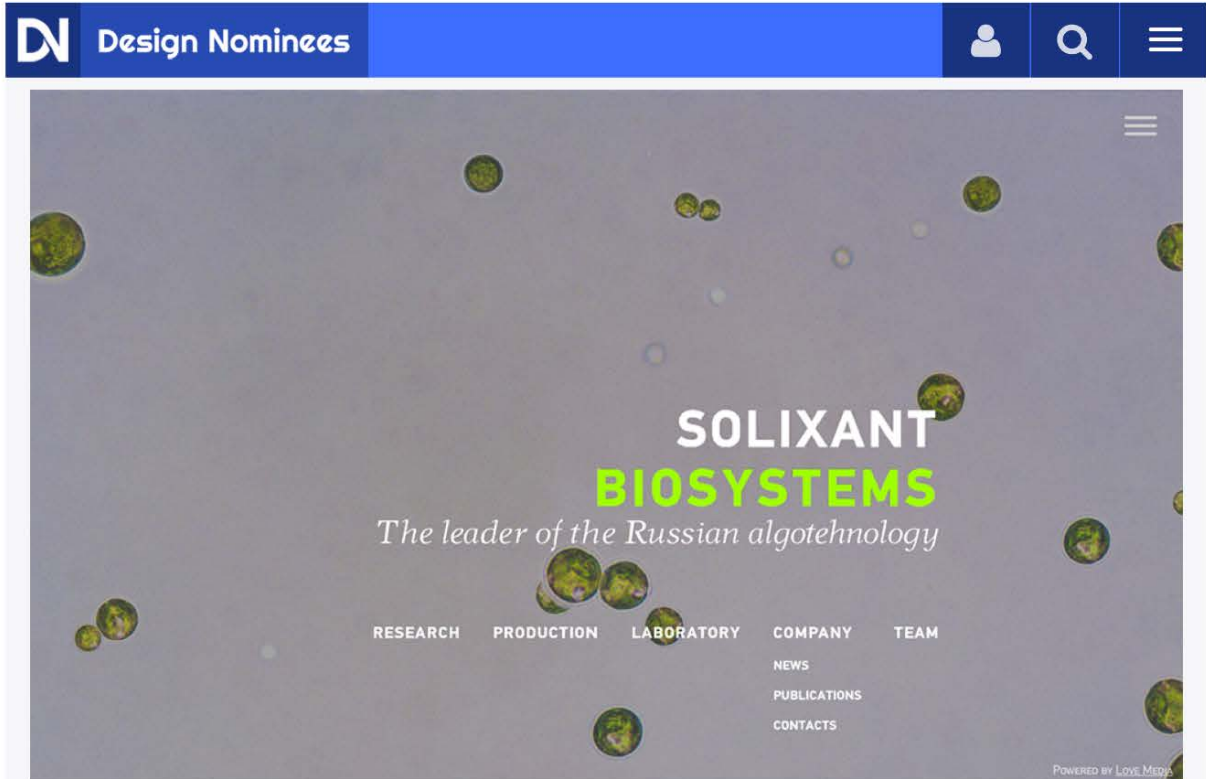 DN Design Nominees
SOLIXANT
BIOSYSTEMS
The leader of the Russian algotehnology
RESEARCH PRODUCTION LABORATORY COMPANY TEAM
NEWS
PUBLICATIONS
CONTACTS
POWERED BY LOVE MEDIA